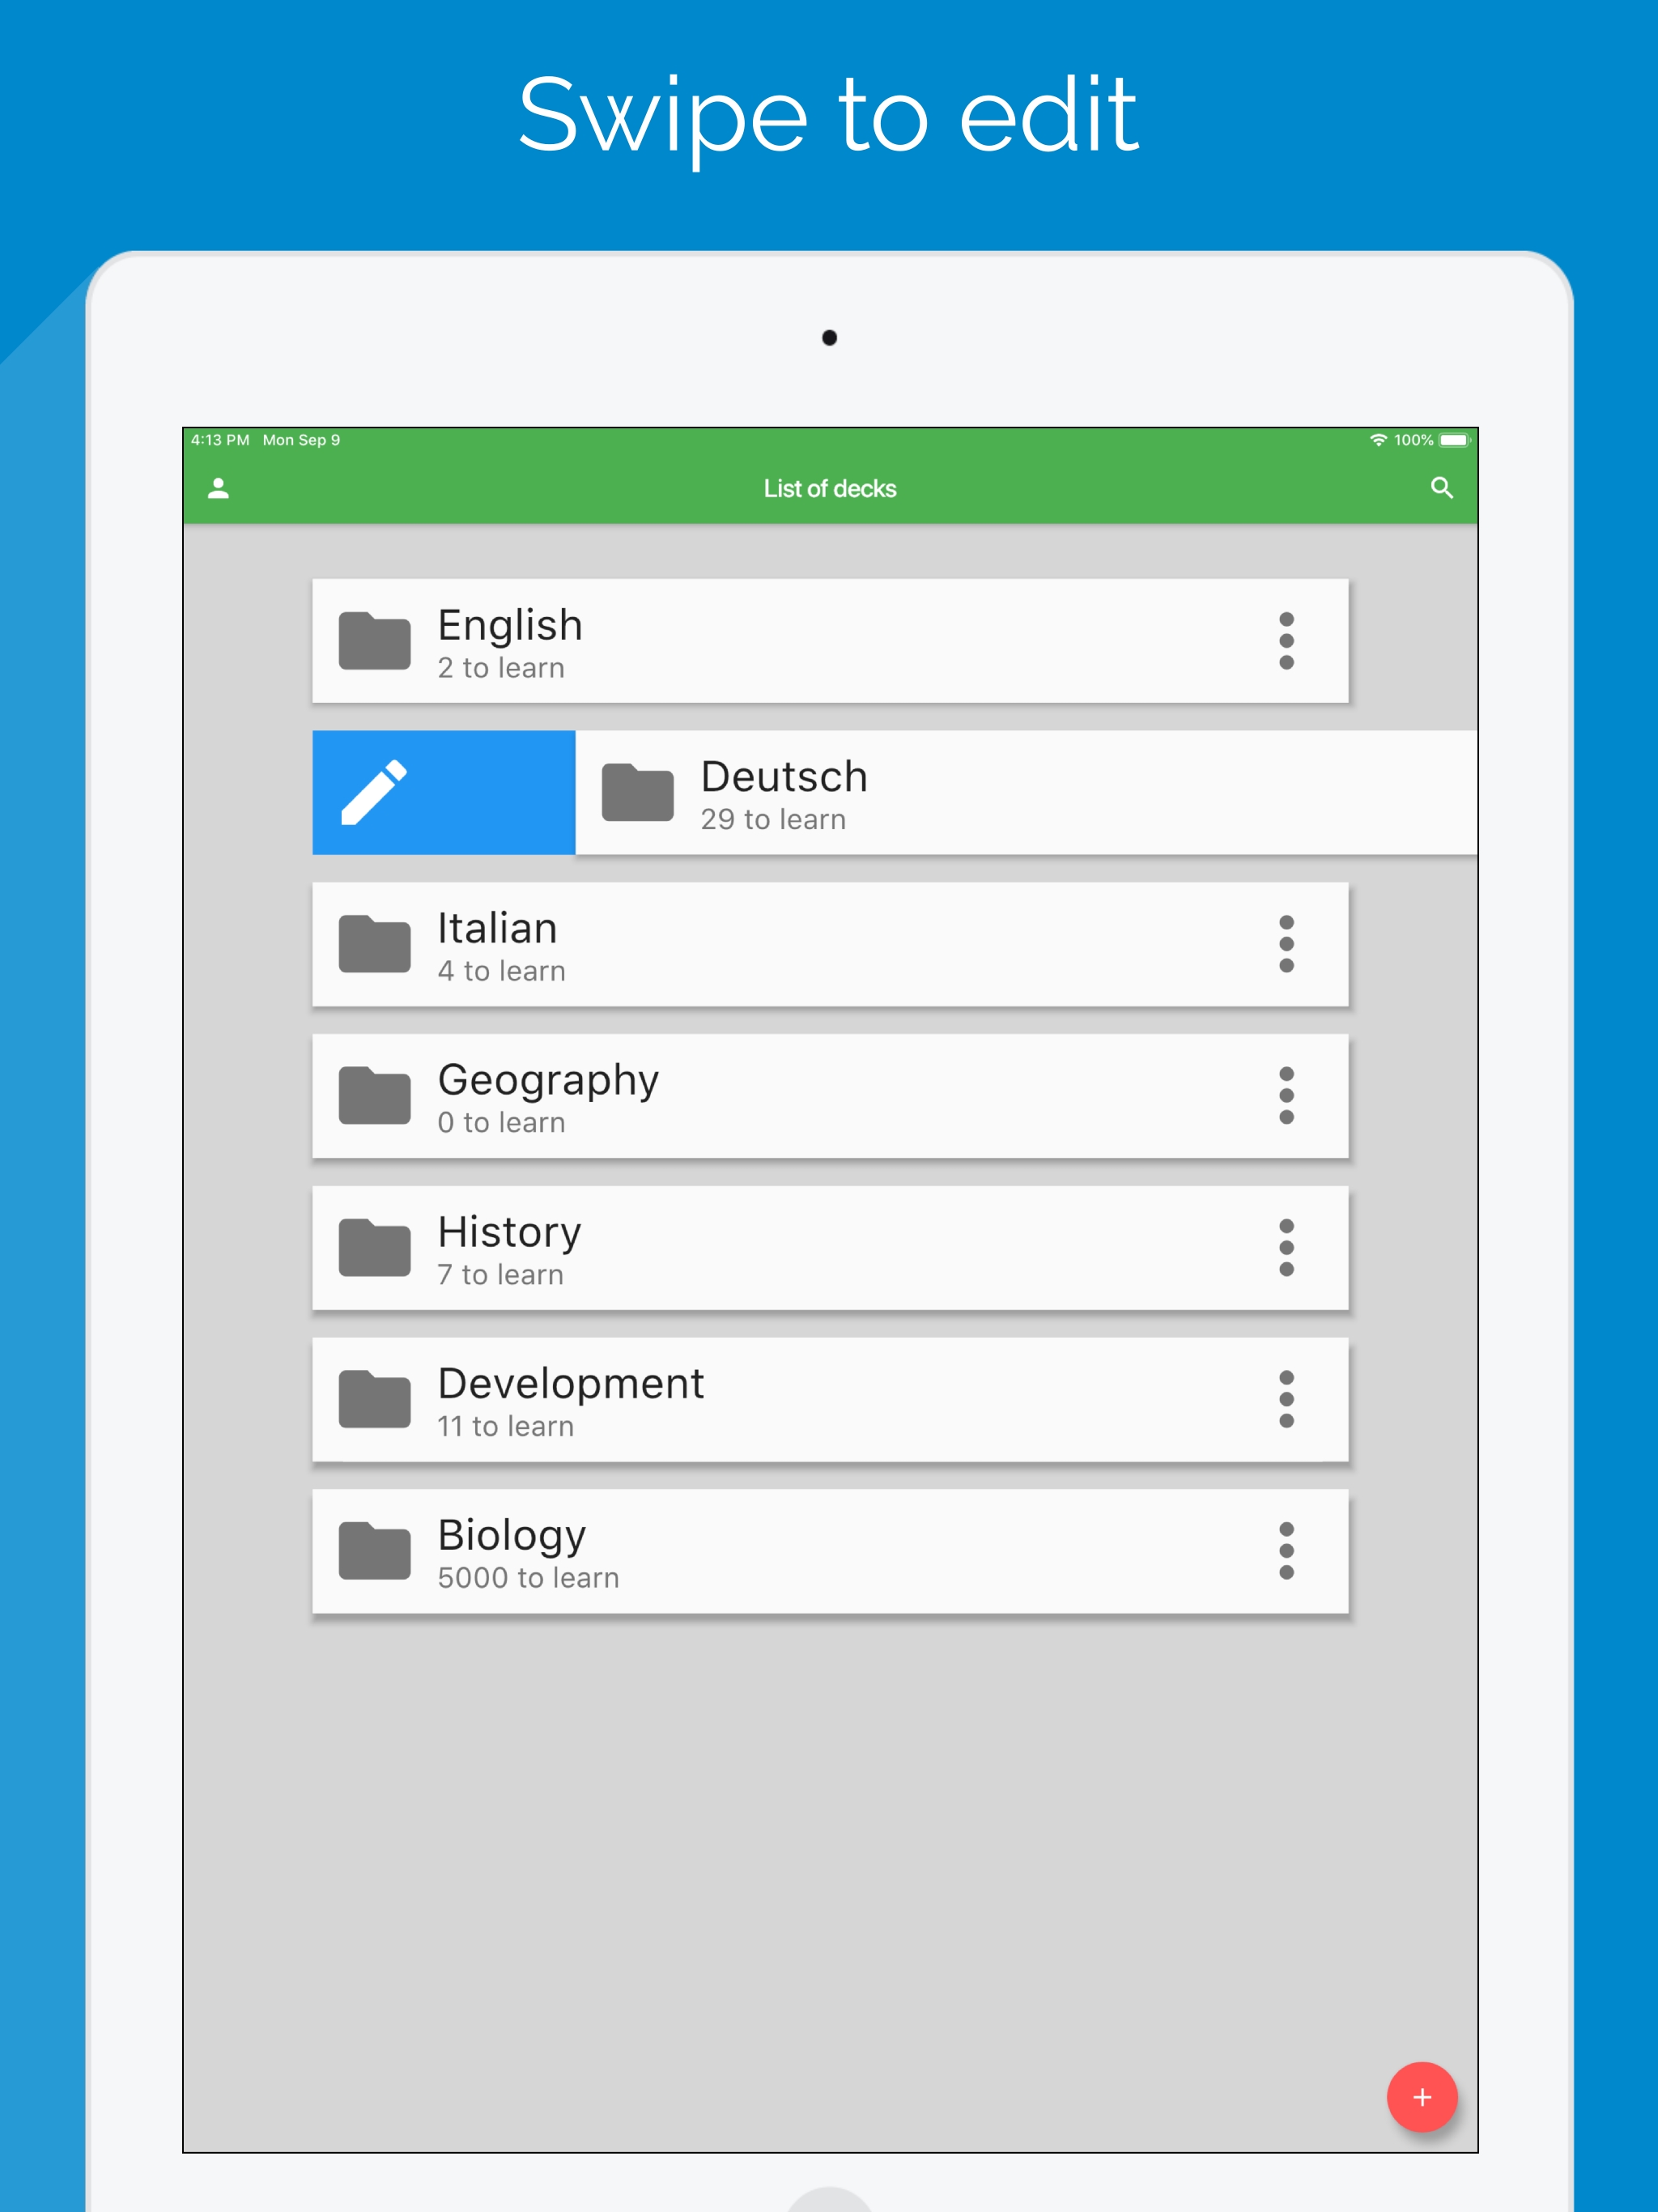 Swipe to edit
4:13 PM Mon Sep 9
100%
List of decks
English
2 to learn
Deutsch
29 to learn
Italian
4 to learn
Geography
0 to learn
History
7 to learn
Development
11 to learn
Biology
5000 to learn